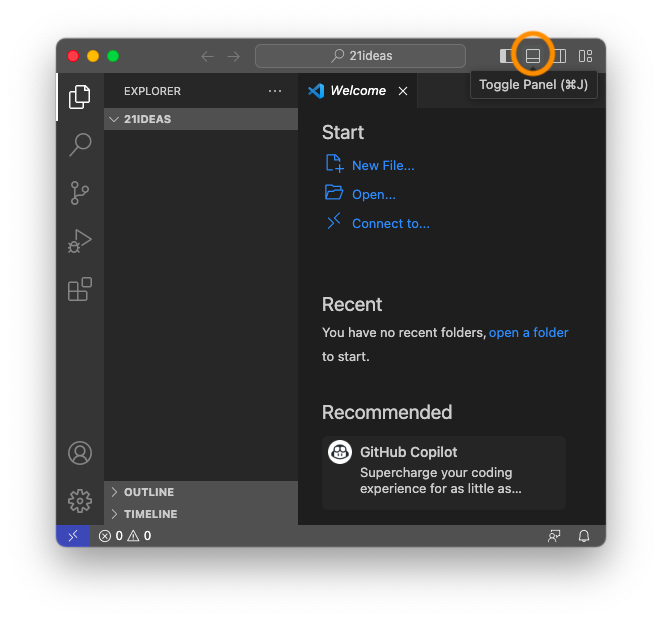 21ideas
Toggle Panel (⌘J)
EXPLORER
Welcome
21IDEAS
Start
New File...
Open...
Connect to...
Recent
You have no recent folders, open a folder
to start.
Recommended
GitHub Copilot
Supercharge your coding
experience for as little as...
OUTLINE
TIMELINE
0 0